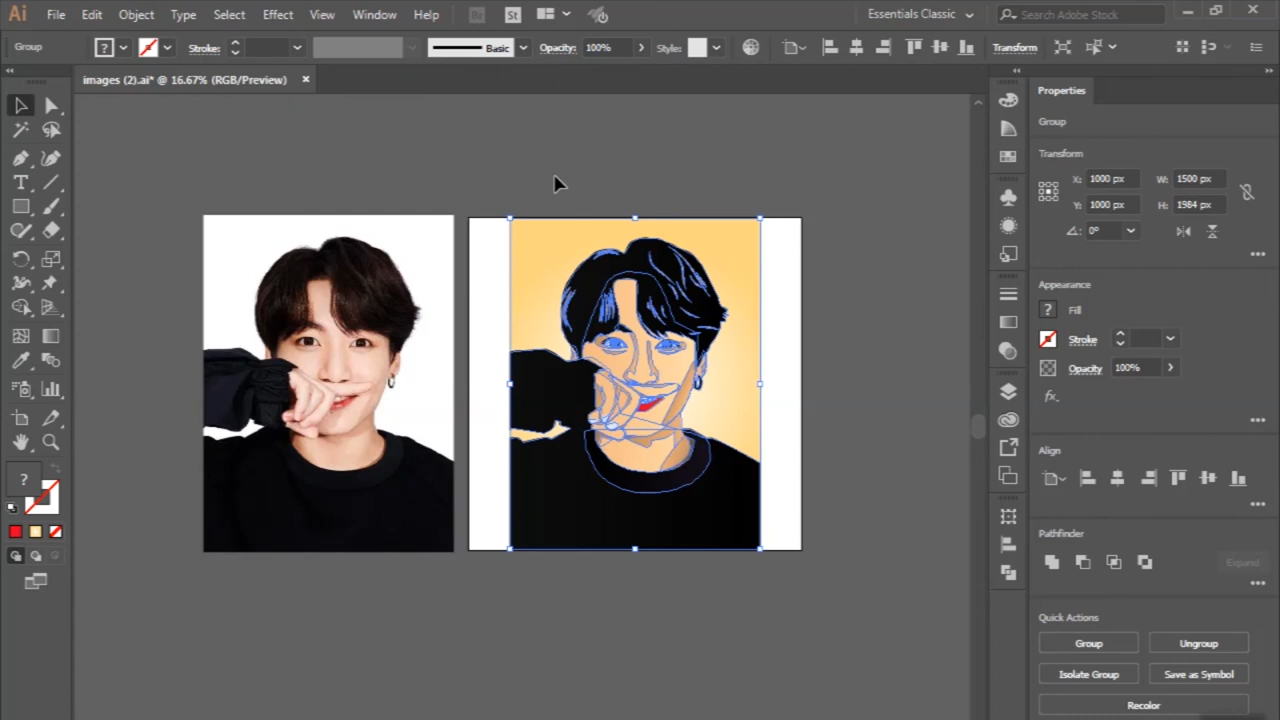 Ai File Edit Object Type Select Effect View Window Help Br St Essentials Classic Search Adobe Stock
Group ? Stroke: Basic Opacity: 100% Style: Transform
images (2).ai* @ 16.67% (RGB/Preview)
Properties
Group
Transform
X: 1000 px W: 1500 px
Y: 1000 px H: 1984 px
0°
Appearance
? Fill
Stroke
Opacity 100%
fx.
Align
Pathfinder
Expand
Quick Actions
Group Ungroup
Isolate Group Save as Symbol
Recolor
T
?